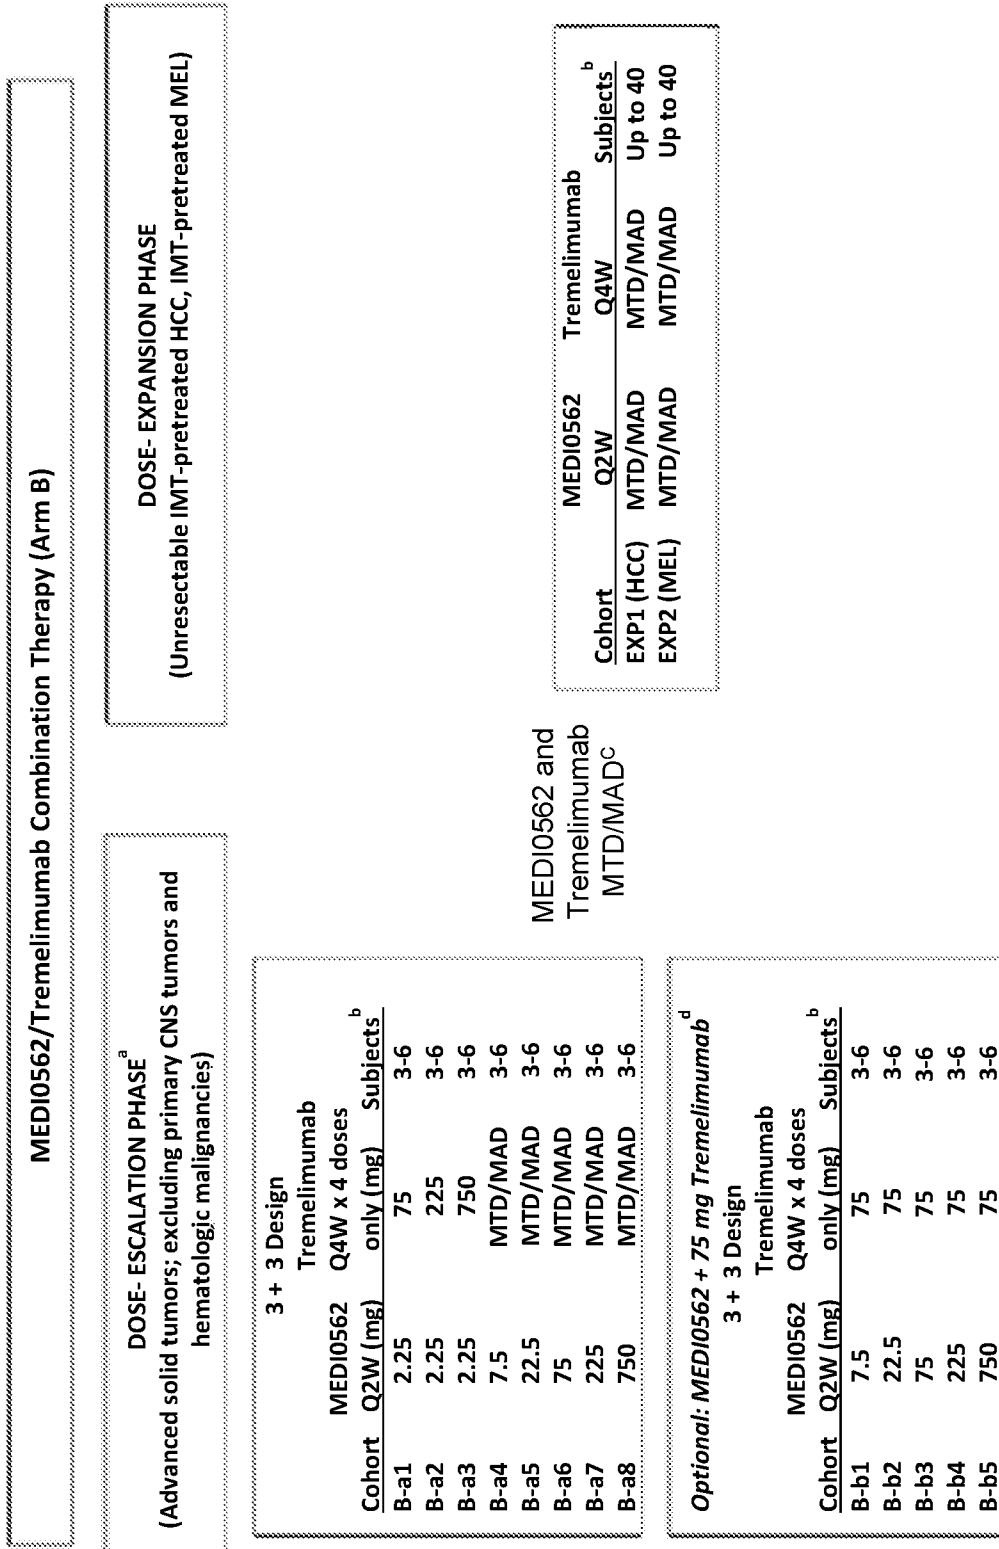 MEDI0562/Tremelimumab Combination Therapy (Arm B)
DOSE- ESCALATION PHASE a
(Advanced solid tumors; excluding primary CNS tumors and
hematologic malignancies)
DOSE- EXPANSION PHASE
(Unresectable IMT-pretreated HCC, IMT-pretreated MEL)
3 + 3 Design
Tremelimumab
MEDI0562 Q4W x 4 doses
Cohort Q2W (mg) only (mg) Subjects b
B-a1 2.25 75 3-6
B-a2 2.25 225 3-6
B-a3 2.25 750 3-6
B-a4 7.5 MTD/MAD 3-6
B-a5 22.5 MTD/MAD 3-6
B-a6 75 MTD/MAD 3-6
B-a7 225 MTD/MAD 3-6
B-a8 750 MTD/MAD 3-6
MEDI0562 and
Tremelimumab
MTD/MAD c
MEDI0562 Tremelimumab
Cohort Q2W Q4W Subjects b
EXP1 (HCC) MTD/MAD MTD/MAD Up to 40
EXP2 (MEL) MTD/MAD MTD/MAD Up to 40
Optional: MEDI0562 + 75 mg Tremelimumab d
3 + 3 Design
Tremelimumab
MEDI0562 Q4W x 4 doses
Cohort Q2W (mg) only (mg) Subjects b
B-b1 7.5 75 3-6
B-b2 22.5 75 3-6
B-b3 75 75 3-6
B-b4 225 75 3-6
B-b5 750 75 3-6